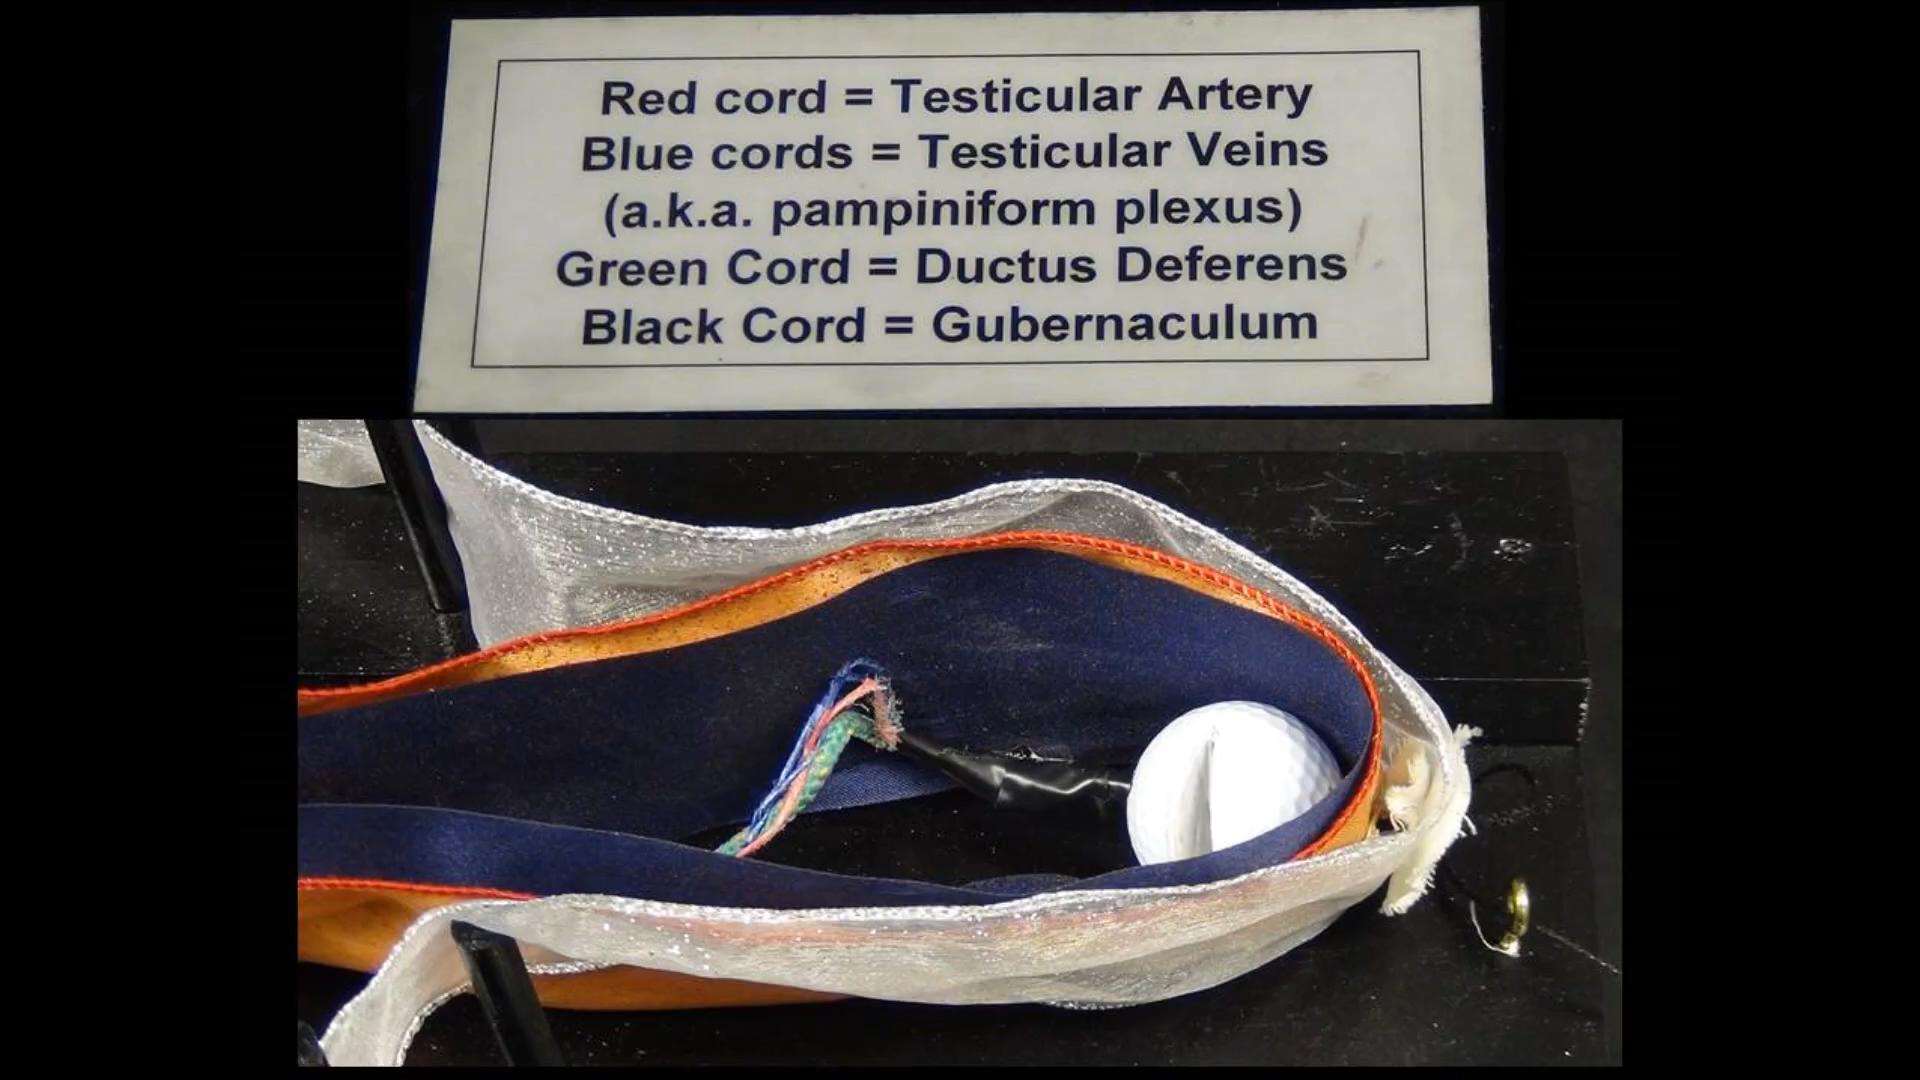 Red cord = Testicular Artery
Blue cords = Testicular Veins
(a.k.a. pampiniform plexus)
Green Cord = Ductus Deferens
Black Cord = Gubernaculum